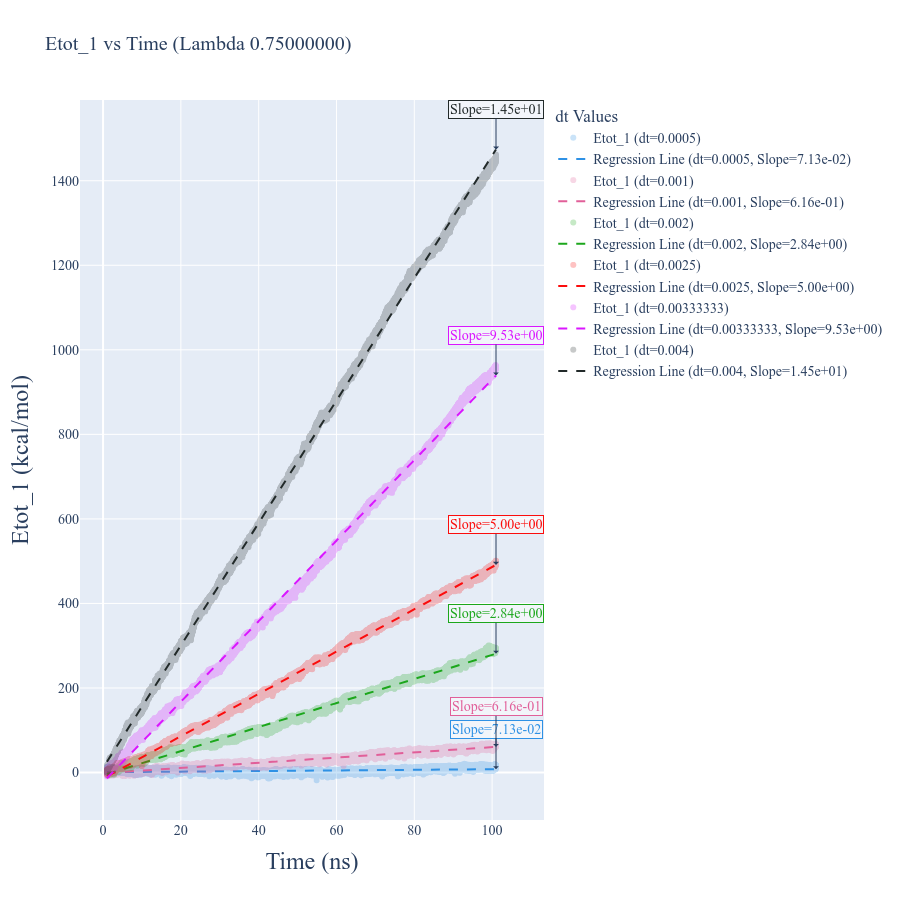 Etot_1 vs Time (Lambda 0.75000000)
Slope=1.45e+01
Slope=9.53e+00
Slope=5.00e+00
Slope=2.84e+00
Slope=6.16e-01
Slope=7.13e-02
1400
1200
1000
800
600
400
200
0
0
20
40
60
80
100
Time (ns)
Etot_1 (kcal/mol)
dt Values
Etot_1 (dt=0.0005)
Regression Line (dt=0.0005, Slope=7.13e-02)
Etot_1 (dt=0.001)
Regression Line (dt=0.001, Slope=6.16e-01)
Etot_1 (dt=0.002)
Regression Line (dt=0.002, Slope=2.84e+00)
Etot_1 (dt=0.0025)
Regression Line (dt=0.0025, Slope=5.00e+00)
Etot_1 (dt=0.00333333)
Regression Line (dt=0.00333333, Slope=9.53e+00)
Etot_1 (dt=0.004)
Regression Line (dt=0.004, Slope=1.45e+01)